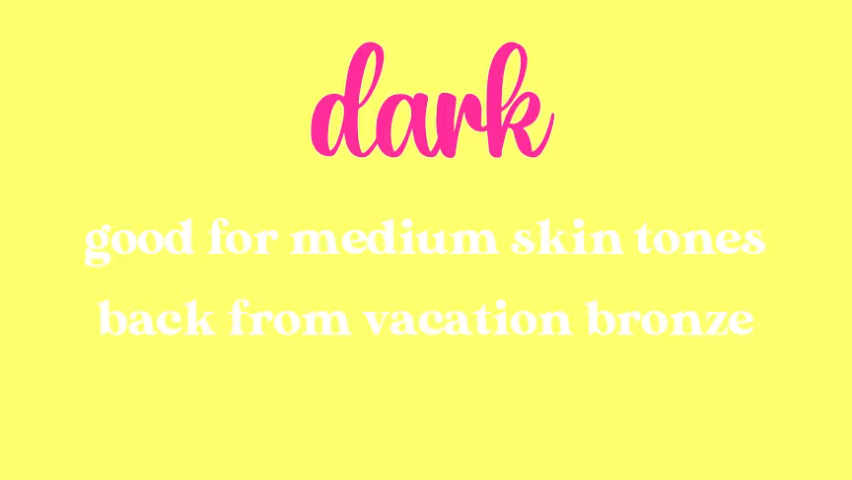 dark
good for medium skin tones
back from vacation bronze